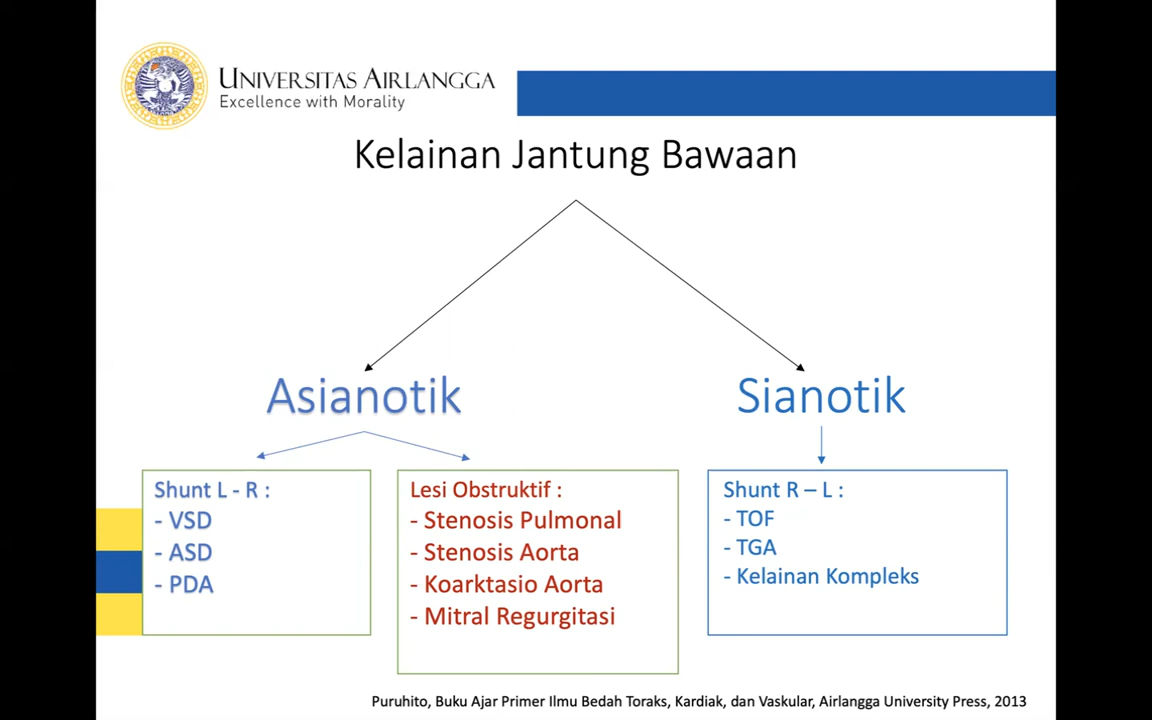 UNIVERSITAS AIRLANGGA
Excellence with Morality
Kelainan Jantung Bawaan
Asianotik
Sianotik
Shunt L - R :
- VSD
- ASD
- PDA
Lesi Obstruktif :
- Stenosis Pulmonal
- Stenosis Aorta
- Koarktasio Aorta
- Mitral Regurgitasi
Shunt R – L :
- TOF
- TGA
- Kelainan Kompleks
Puruhito, Buku Ajar Primer Ilmu Bedah Toraks, Kardiak, dan Vaskular, Airlangga University Press, 2013